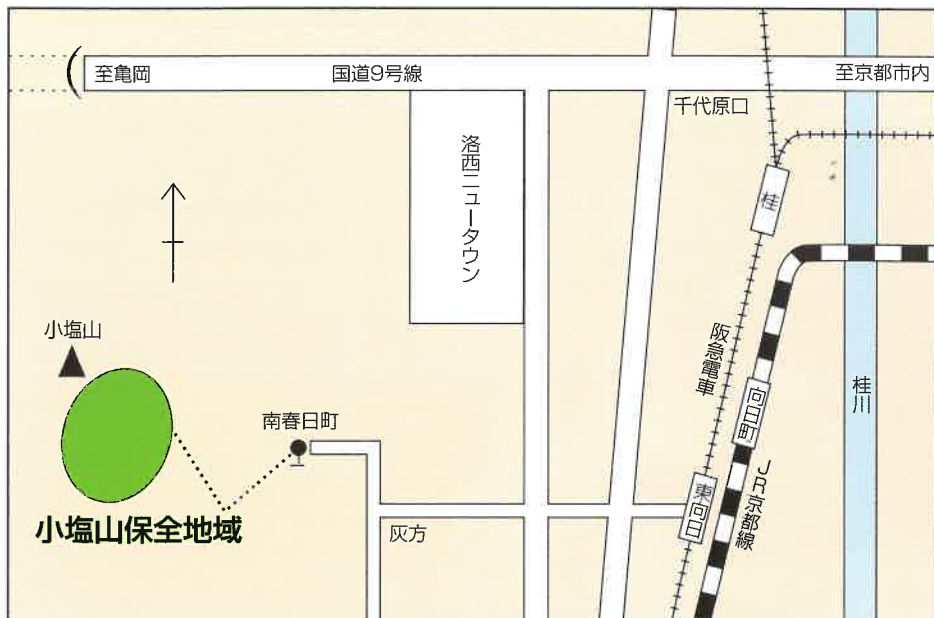 至亀岡
国道9号線
至京都市内
千代原口
洛西ニュータウン
桂
小塩山
阪急電車
向日町
桂川
南春日町
JR京都線
東向日
灰方
小塩山保全地域